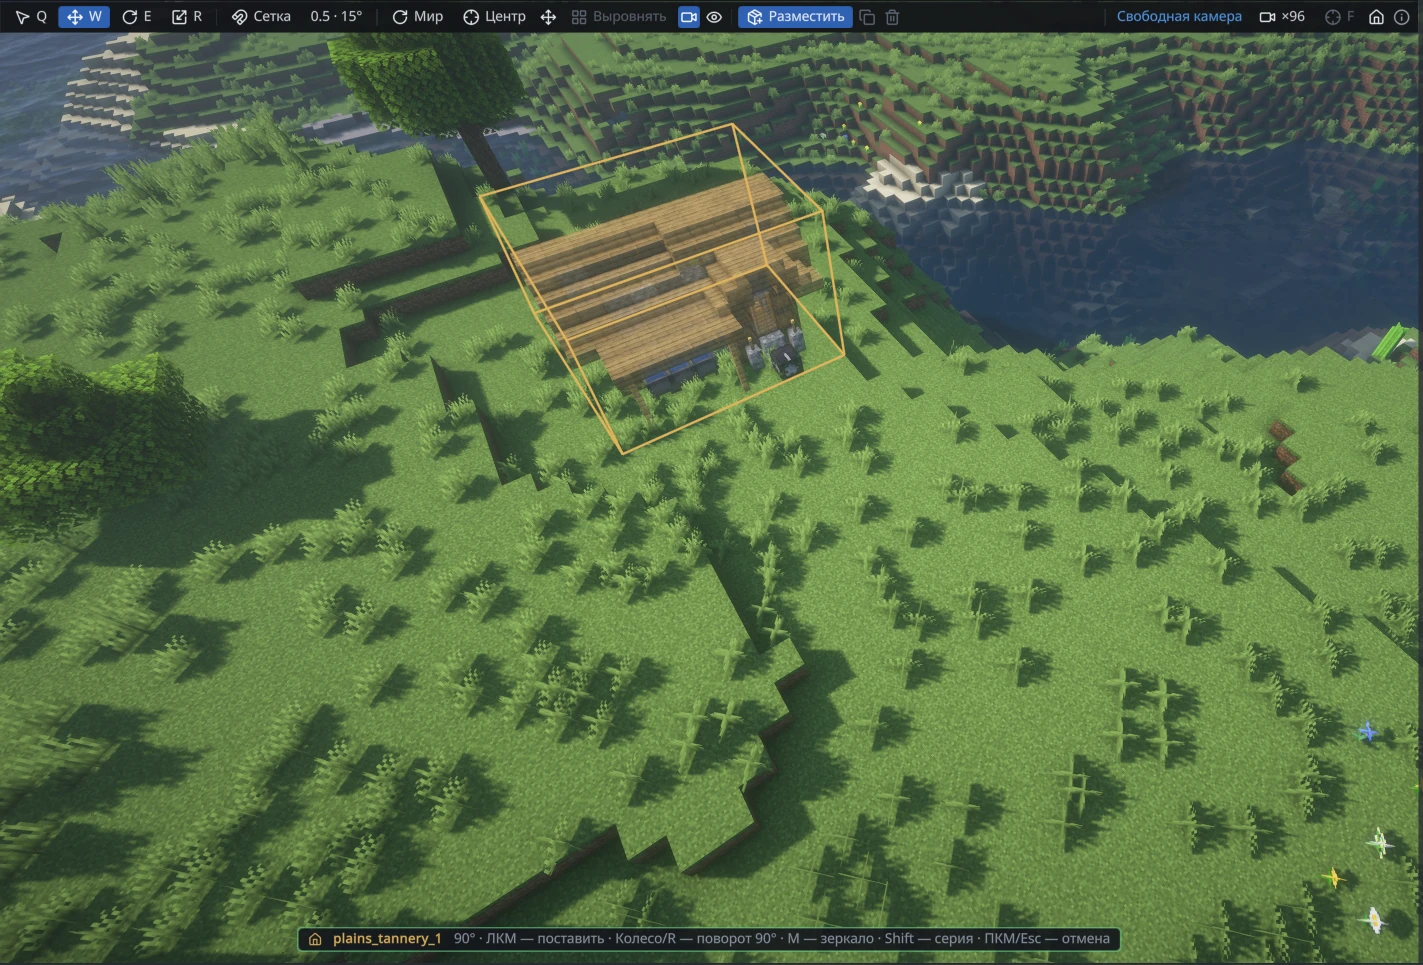 Q W E R Сетка 0.5 · 15° Мир Центр Выровнять Разместить Свободная камера ×96 F
plains_tannery_1 90° · ЛКМ — поставить · Колесо/R — поворот 90° · M — зеркало · Shift — серия · ПКМ/Esc — отмена